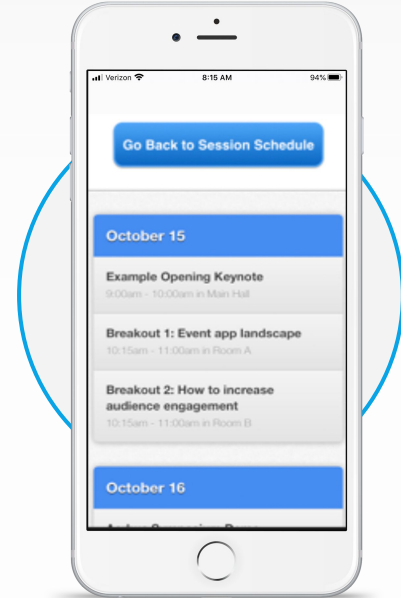 Verizon 8:15 AM 94%
Go Back to Session Schedule
October 15
Example Opening Keynote
9:00am - 10:00am in Main Hall
Breakout 1: Event app landscape
10:15am - 11:00am in Room A
Breakout 2: How to increase
audience engagement
10:15am - 11:00am in Room B
October 16